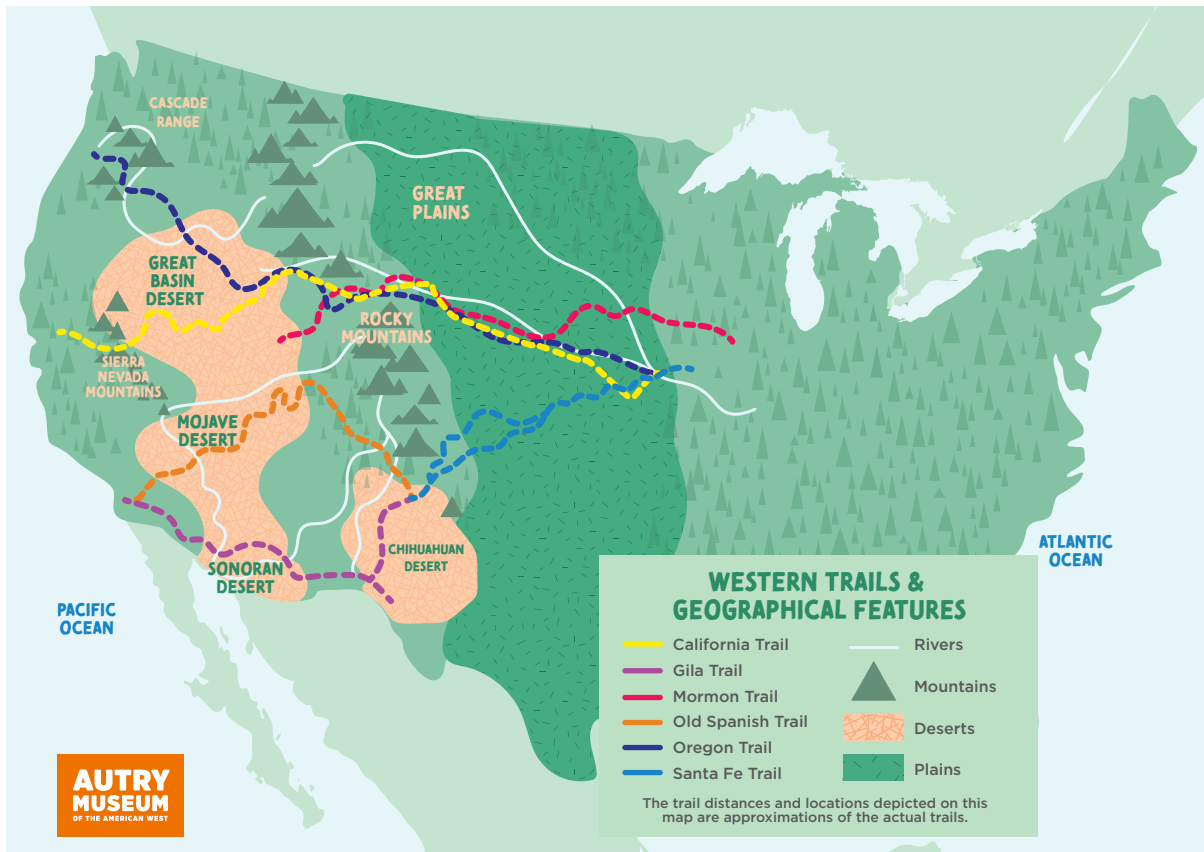 CASCADE
RANGE
GREAT
PLAINS
GREAT
BASIN
DESERT
ROCKY
MOUNTAINS
SIERRA
NEVADA
MOUNTAINS
MOJAVE
DESERT
CHIHUAHUAN
DESERT
SONORAN
DESERT
PACIFIC
OCEAN
ATLANTIC
OCEAN
WESTERN TRAILS &
GEOGRAPHICAL FEATURES
California Trail
Gila Trail
Mormon Trail
Old Spanish Trail
Oregon Trail
Santa Fe Trail
Rivers
Mountains
Deserts
Plains
The trail distances and locations depicted on this
map are approximations of the actual trails.
AUTRY
MUSEUM
OF THE AMERICAN WEST